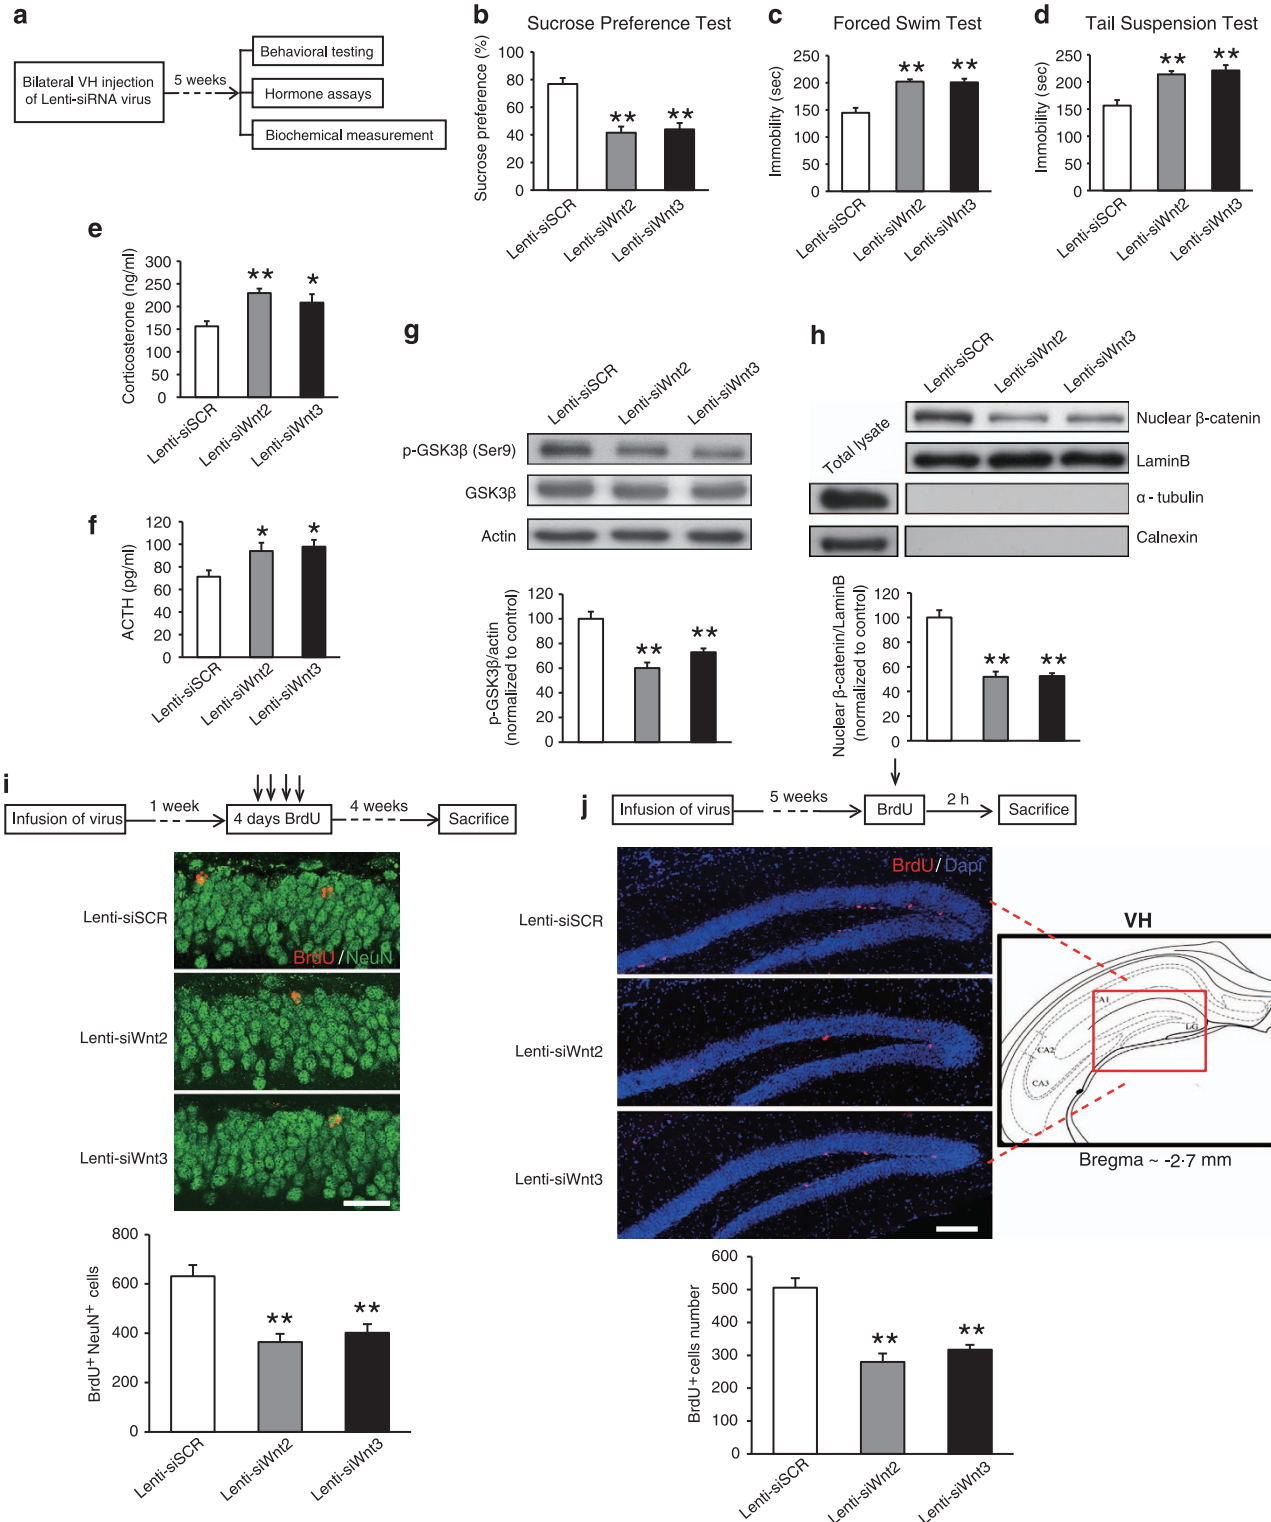 a
Bilateral VH injection
of Lenti-siRNA virus
5 weeks
Behavioral testing
Hormone assays
Biochemical measurement
b
Sucrose Preference Test
Sucrose preference (%)
100
80
60
40
20
0
**
**
Lenti-siSCR
Lenti-siWnt2
Lenti-siWnt3
c
Forced Swim Test
Immobility (sec)
250
200
150
100
50
0
**
**
Lenti-siSCR
Lenti-siWnt2
Lenti-siWnt3
d
Tail Suspension Test
Immobility (sec)
250
200
150
100
50
0
**
**
Lenti-siSCR
Lenti-siWnt2
Lenti-siWnt3
e
Corticosterone (ng/ml)
300
250
200
150
100
50
0
**
*
Lenti-siSCR
Lenti-siWnt2
Lenti-siWnt3
f
ACTH (pg/ml)
120
100
80
60
40
20
0
*
*
Lenti-siSCR
Lenti-siWnt2
Lenti-siWnt3
g
Lenti-siSCR
Lenti-siWnt2
Lenti-siWnt3
p-GSK3β (Ser9)
GSK3β
Actin
p-GSK3β/actin
(normalized to control)
120
100
80
60
40
20
0
**
**
h
Lenti-siSCR
Lenti-siWnt2
Lenti-siWnt3
Total lysate
Nuclear β-catenin
LaminB
α - tubulin
Calnexin
Nuclear β-catenin/LaminB
(normalized to control)
120
100
80
60
40
20
0
**
**
i
Infusion of virus
1 week
4 days BrdU
4 weeks
Sacrifice
Lenti-siSCR
BrdU/NeuN
Lenti-siWnt2
Lenti-siWnt3
BrdU+ NeuN+ cells
800
600
400
200
0
**
**
Lenti-siSCR
Lenti-siWnt2
Lenti-siWnt3
j
Infusion of virus
5 weeks
BrdU
2 h
Sacrifice
BrdU/Dapi
Lenti-siSCR
Lenti-siWnt2
Lenti-siWnt3
VH
CA1
CA2
CA3
LG
Bregma ~ -2·7 mm
BrdU+ cells number
600
500
400
300
200
100
0
**
**
Lenti-siSCR
Lenti-siWnt2
Lenti-siWnt3